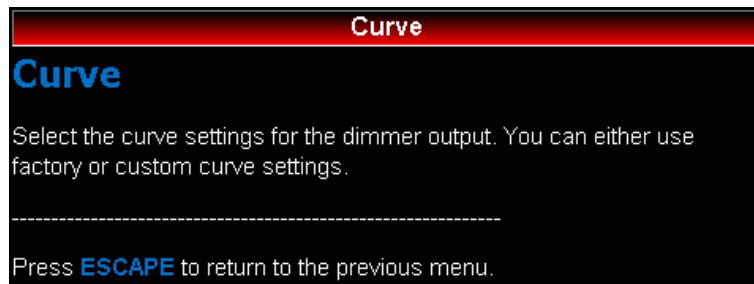 Curve
Curve
Select the curve settings for the dimmer output. You can either use
factory or custom curve settings.
------------------------------------------------------------
Press ESCAPE to return to the previous menu.